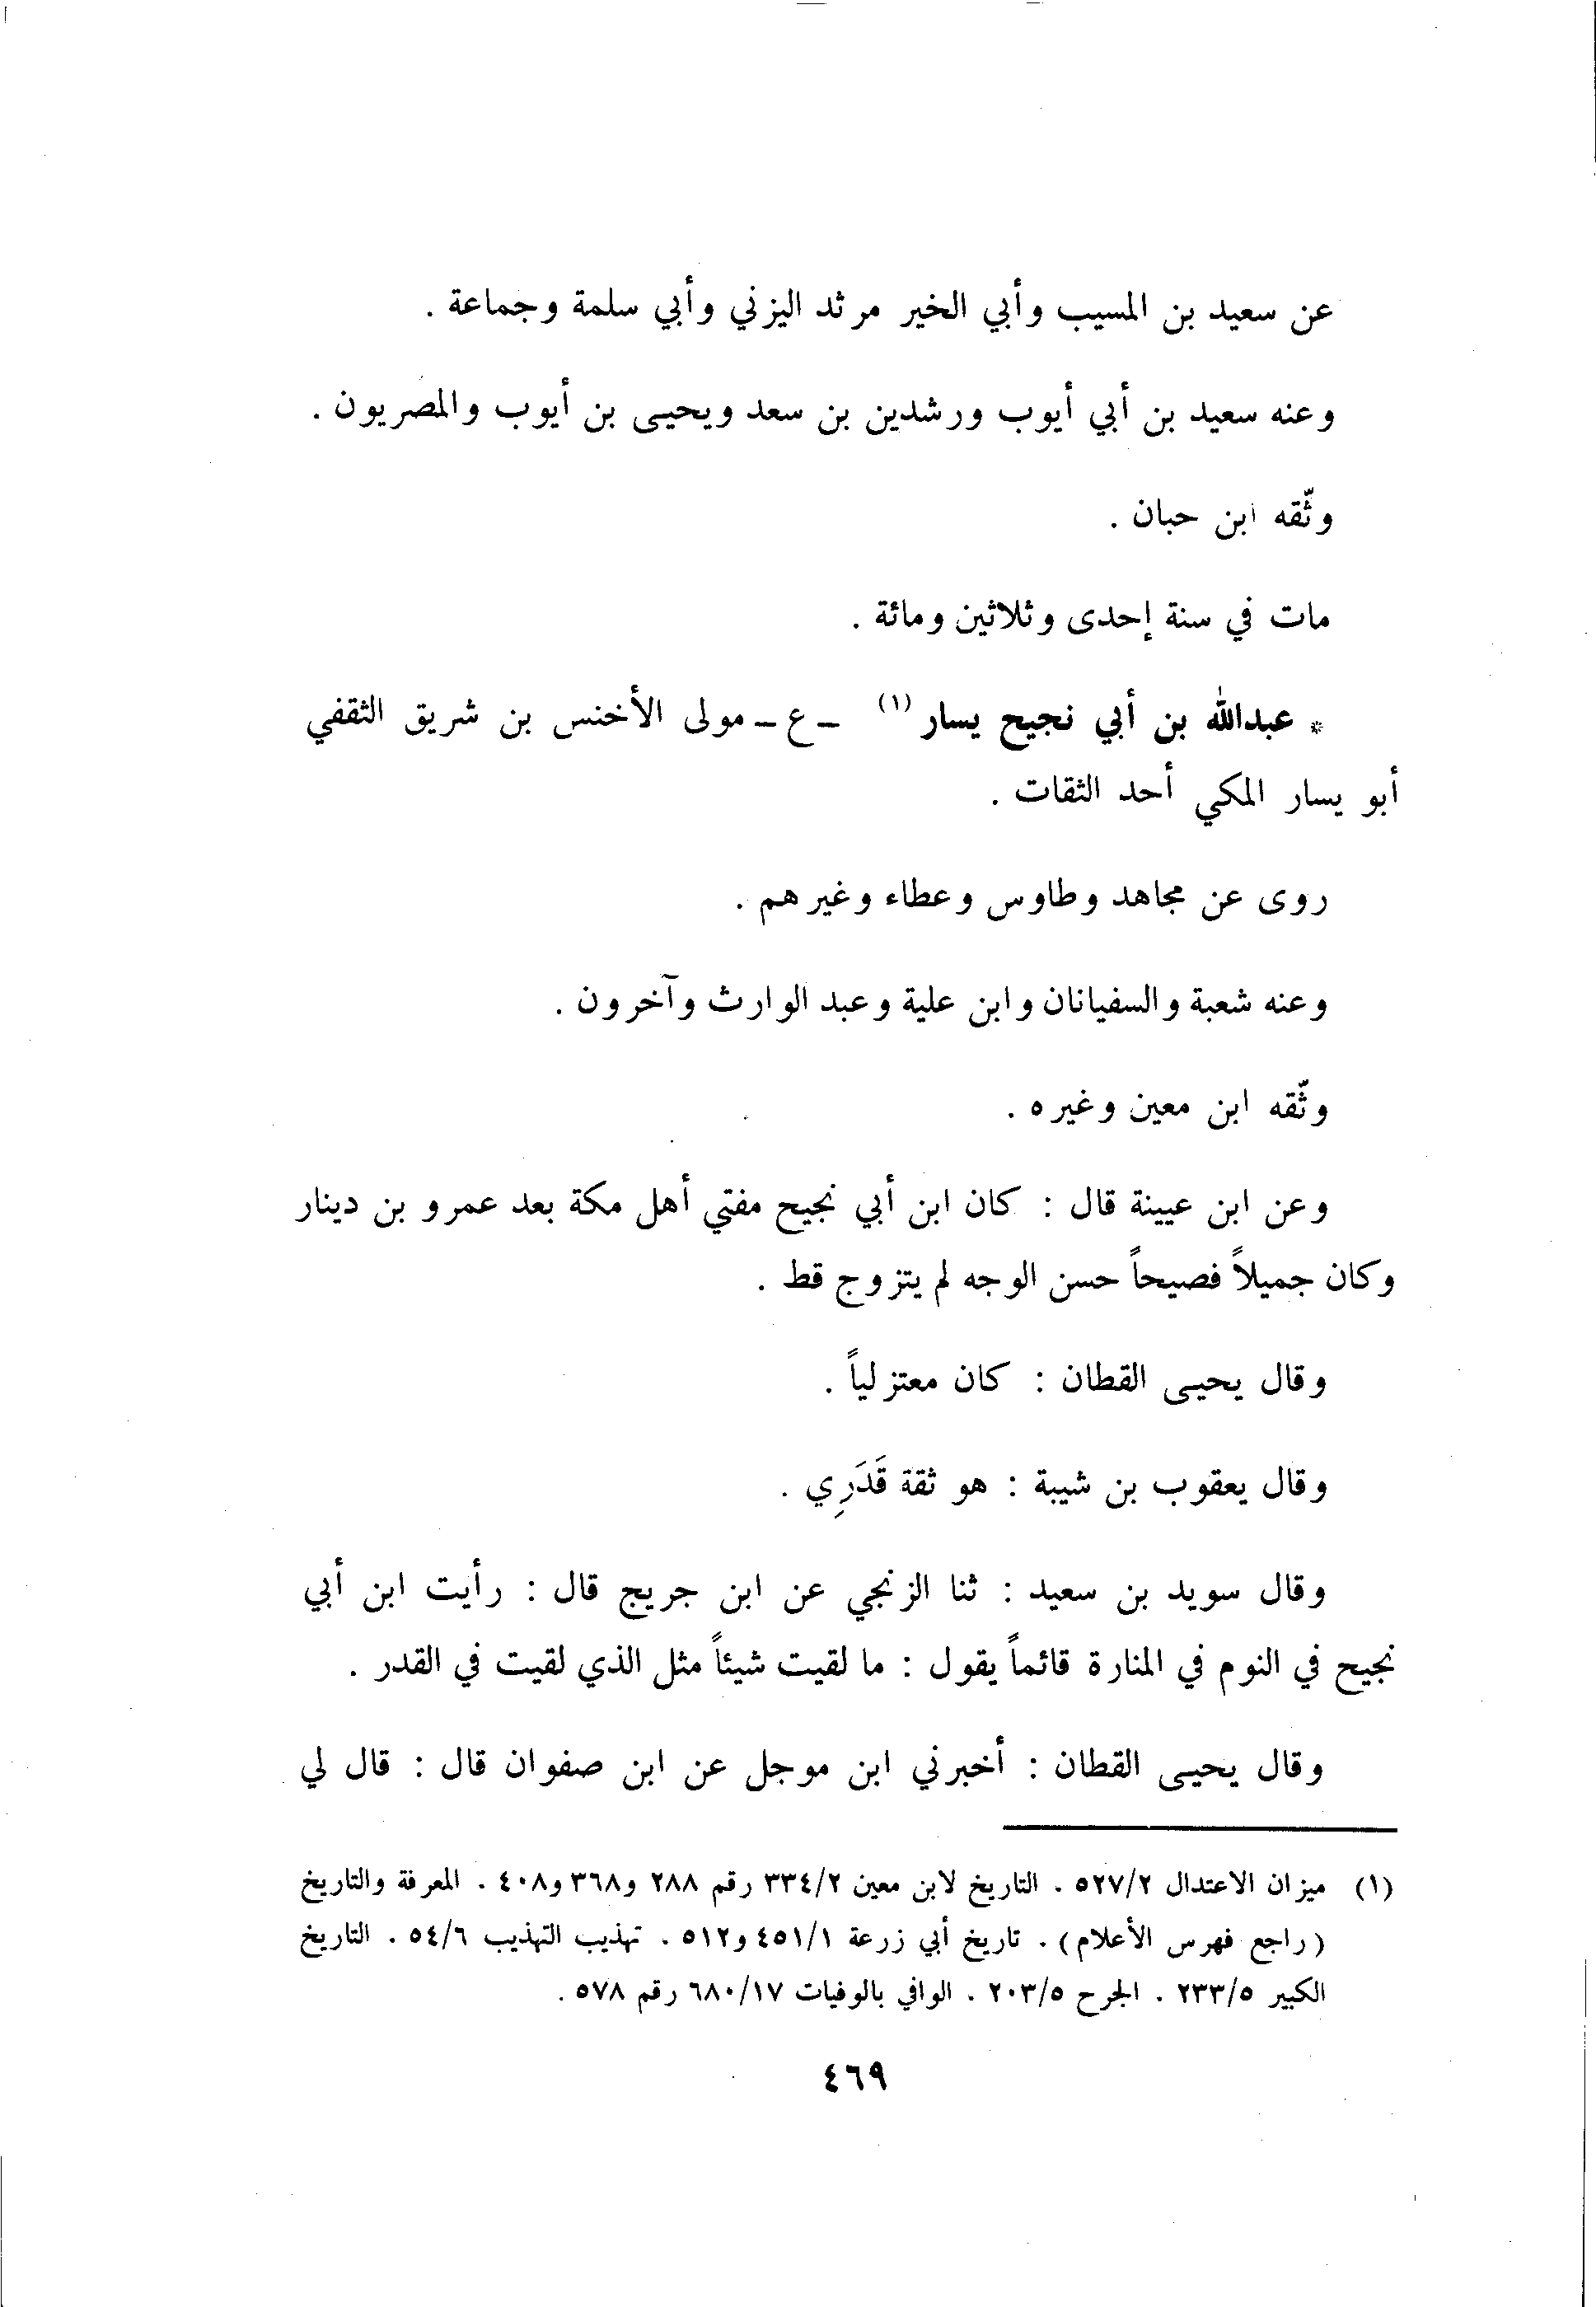 عن سعيد بن المسيب وأبي الخير مرثد اليزني وأبي سلمة وجماعة .
وعنه سعيد بن أبي أيوب ورشدين بن سعد ويحيى بن أيوب والمصريون .
وثّقه ابن حبان .
مات في سنة إحدى وثلاثين ومائة .
* عبدالله بن أبي نجيح يسار (١) – ع – مولى الأخنس بن شريق الثقفي
أبو يسار المكي أحد الثقات .
روى عن مجاهد وطاوس وعطاء وغيرهم .
وعنه شعبة والسفيانان وابن علية وعبد الوارث وآخرون .
وثّقه ابن معين وغيره .
وعن ابن عيينة قال : كان ابن أبي نجيح مفتي أهل مكة بعد عمرو بن دينار
وكان جميلاً فصيحاً حسن الوجه لم يتزوج قط .
وقال يحيى القطان : كان معتزلياً .
وقال يعقوب بن شيبة : هو ثقة قَدَرِي .
وقال سويد بن سعيد : ثنا الزنجي عن ابن جريج قال : رأيت ابن أبي
نجيح في النوم في المنارة قائماً يقول : ما لقيت شيئاً مثل الذي لقيت في القدر .
وقال يحيى القطان : أخبرني ابن موجل عن ابن صفوان قال : قال لي
(١) ميزان الاعتدال ٥٢٧/٢ . التاريخ لابن معين ٣٣٤/٢ رقم ٢٨٨ و٣٦٨ و٤٠٨ . المعرفة والتاريخ
(راجع فهرس الأعلام) . تاريخ أبي زرعة ٤٥١/١ و٥١٢ . تهذيب التهذيب ٥٤/٦ . التاريخ
الكبير ٢٣٣/٥ . الجرح ٢٠٣/٥ . الوافي بالوفيات ٦٨٠/١٧ رقم ٥٧٨ .
٤٦٩